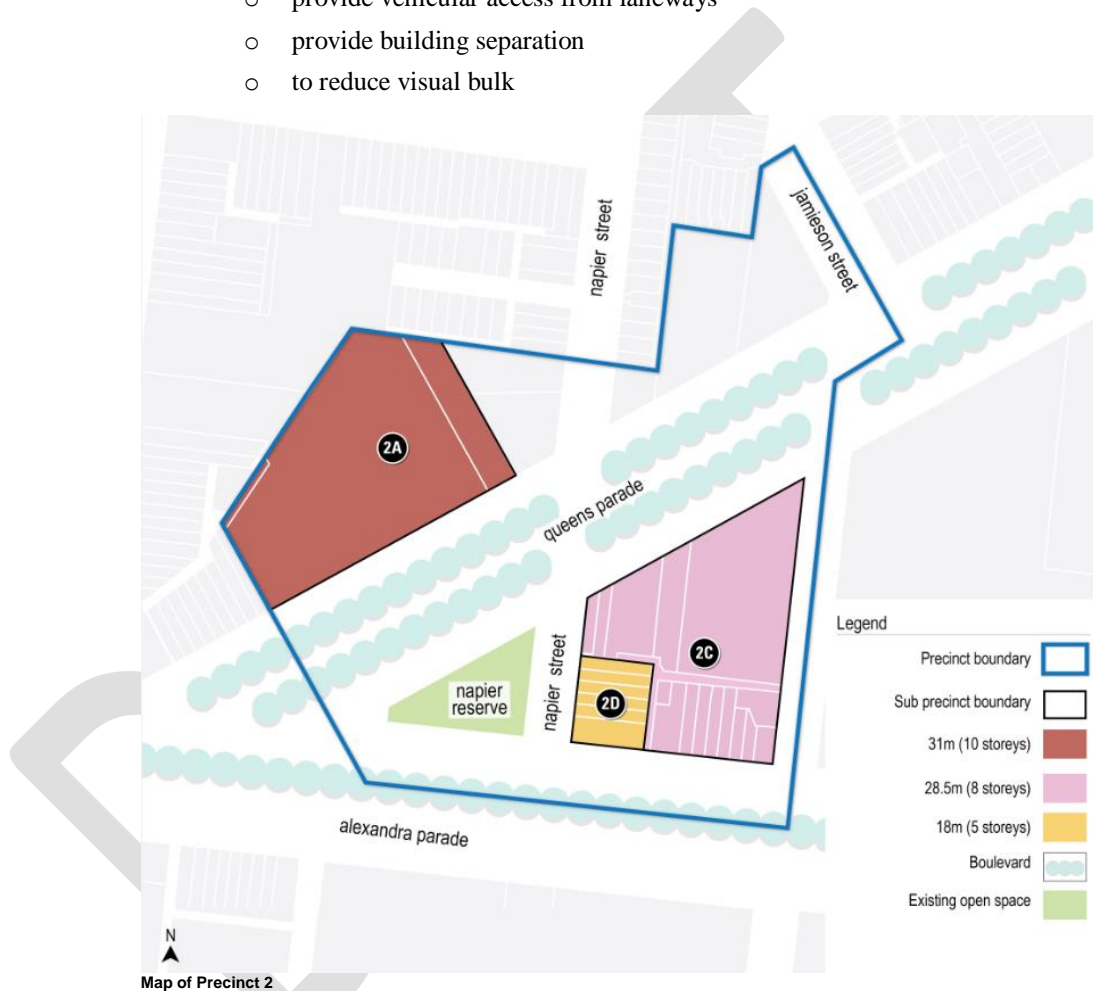 o provide vehicular access from laneways
o provide building separation
o to reduce visual bulk
napier street
jamieson street
2A
queens parade
napier street
2C
2D
napier
reserve
alexandra parade
N
Legend
Precinct boundary
Sub precinct boundary
31m (10 storeys)
28.5m (8 storeys)
18m (5 storeys)
Boulevard
Existing open space
Map of Precinct 2